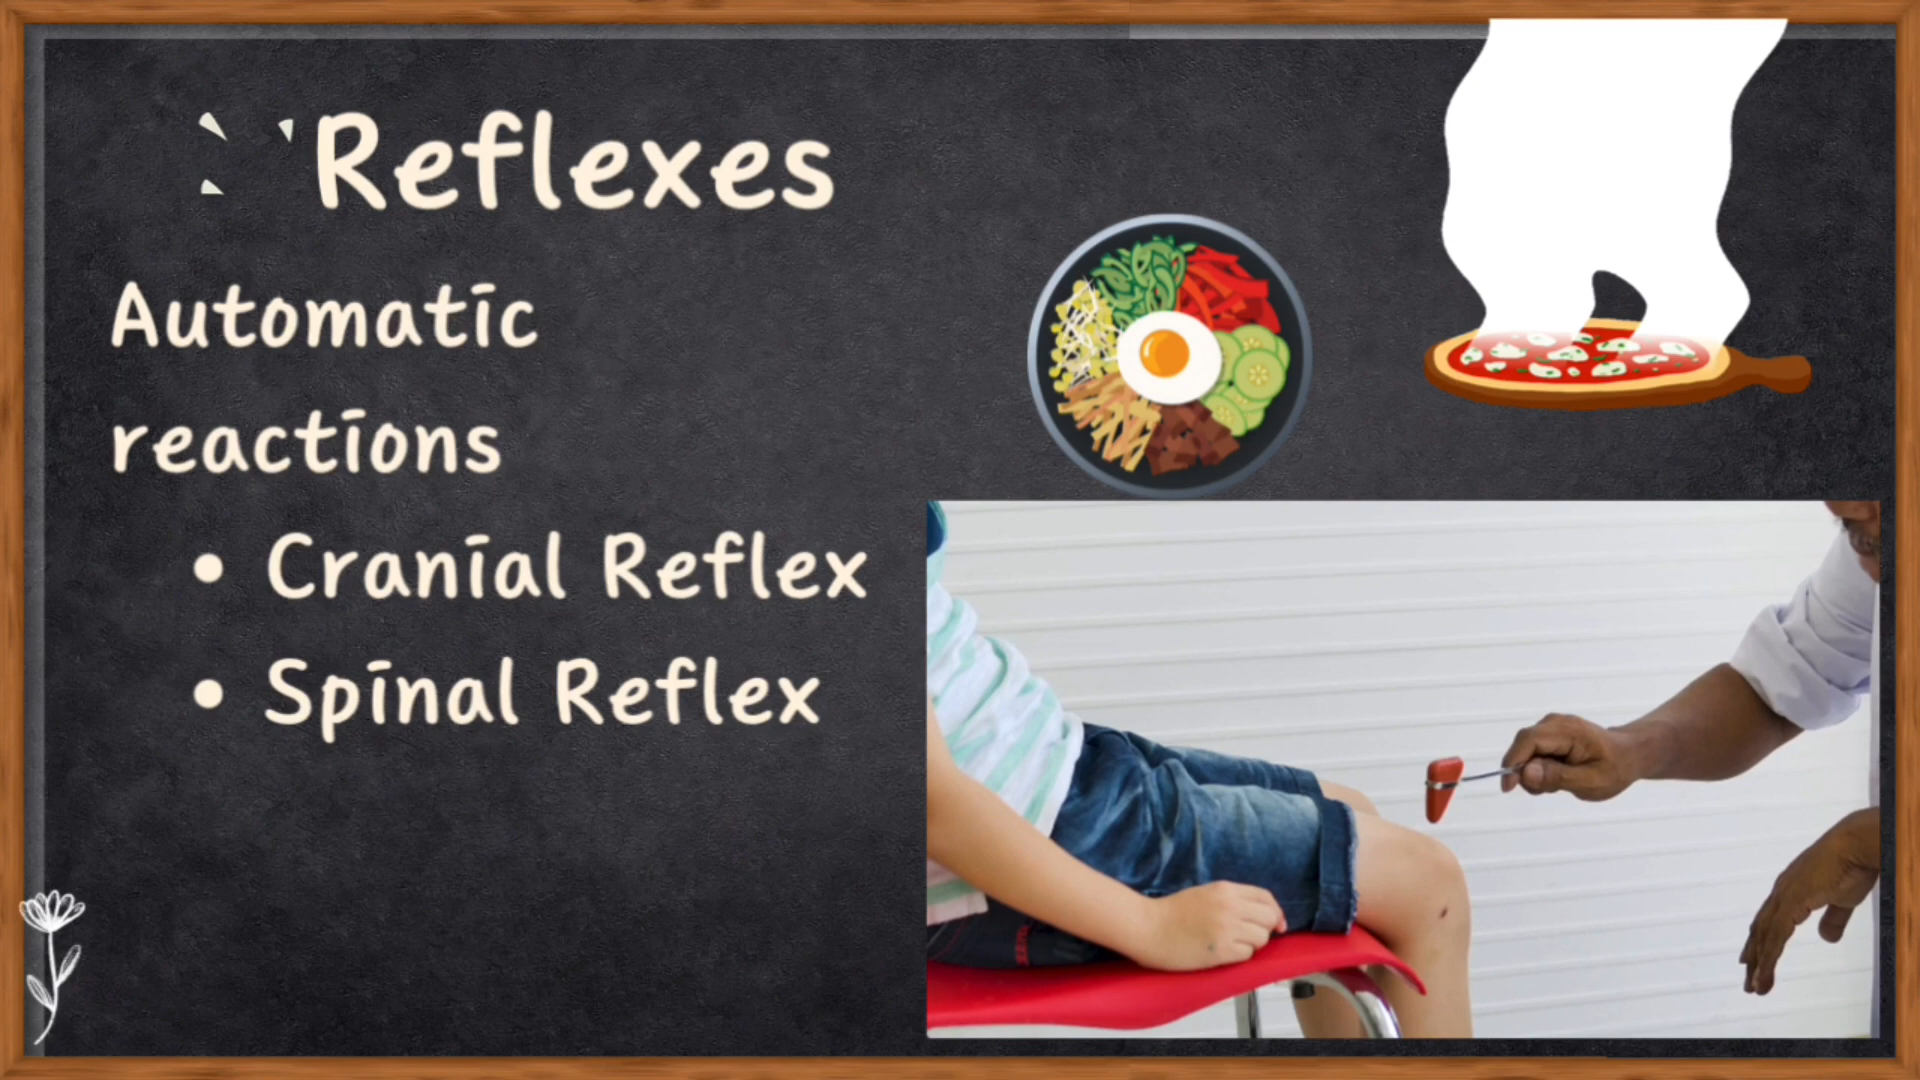 Reflexes
Automatic
reactions
• Cranial Reflex
• Spinal Reflex